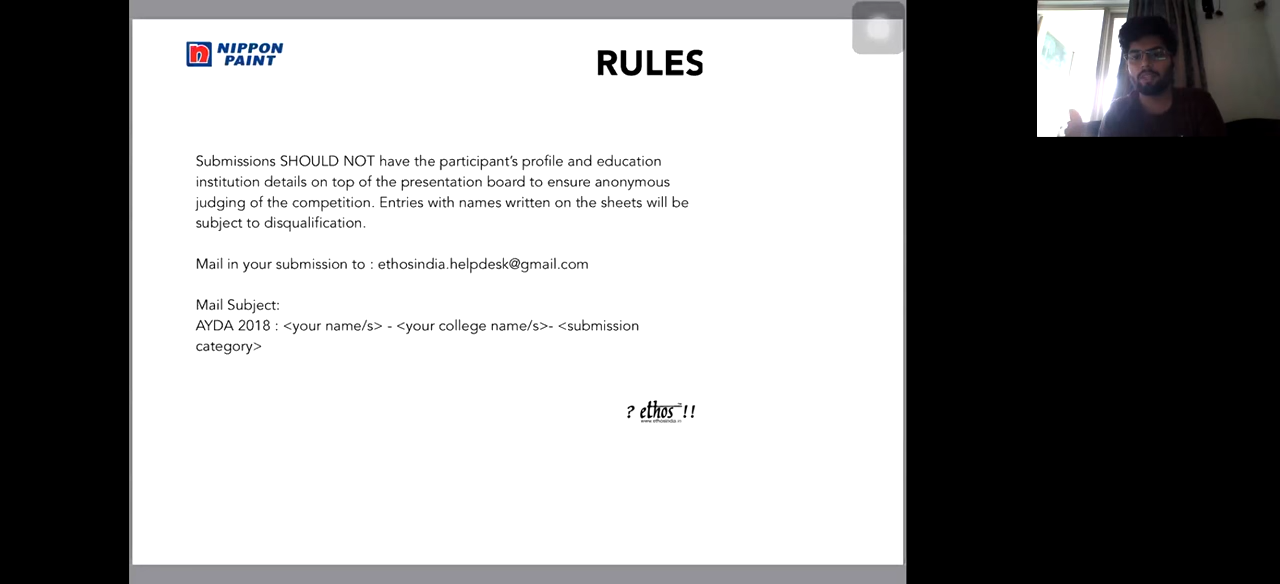 NIPPON
PAINT
RULES
Submissions SHOULD NOT have the participant's profile and education
institution details on top of the presentation board to ensure anonymous
judging of the competition. Entries with names written on the sheets will be
subject to disqualification.
Mail in your submission to : ethosindia.helpdesk@gmail.com
Mail Subject:
AYDA 2018 : <your name/s> - <your college name/s>- <submission
category>
? ethos !!
www.ethosindia.in